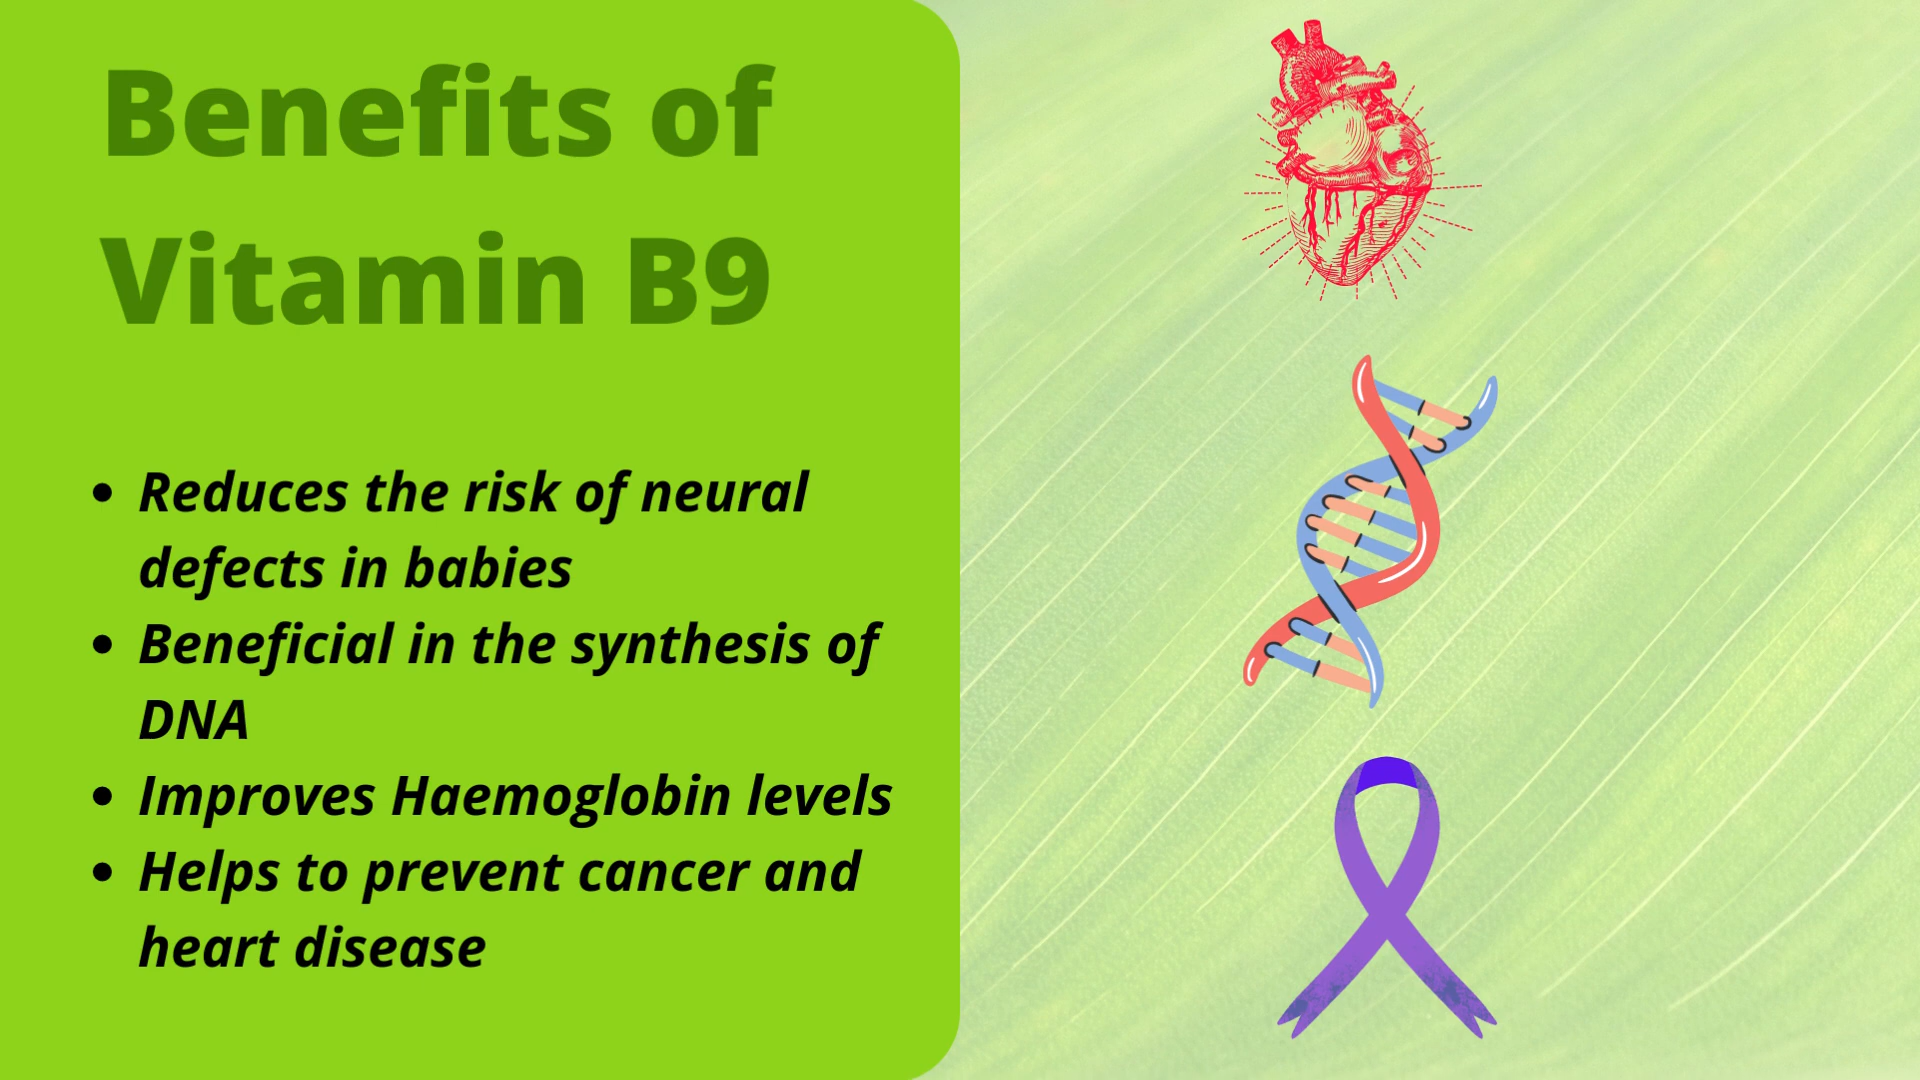 Benefits of
Vitamin B9
• Reduces the risk of neural
defects in babies
• Beneficial in the synthesis of
DNA
• Improves Haemoglobin levels
• Helps to prevent cancer and
heart disease